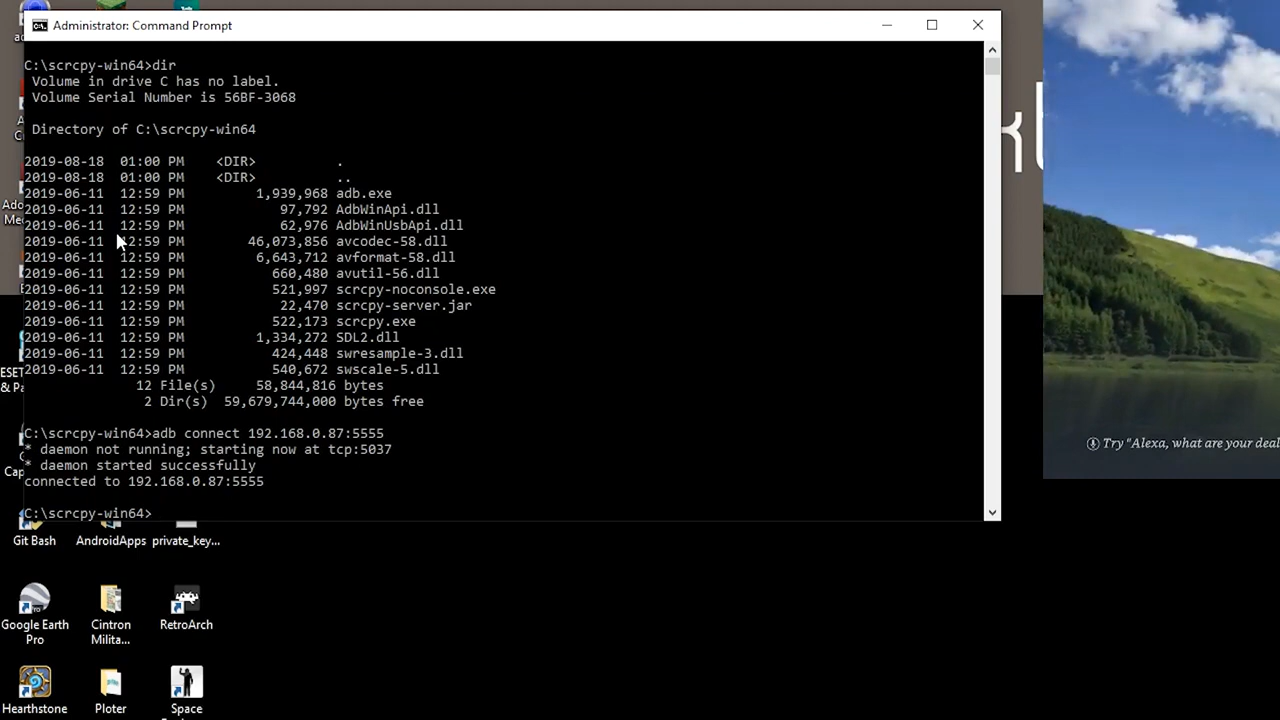 Administrator: Command Prompt
C:\scrcpy-win64>dir
Volume in drive C has no label.
Volume Serial Number is 56BF-3068
Directory of C:\scrcpy-win64
2019-08-18  01:00 PM    <DIR>          .
2019-08-18  01:00 PM    <DIR>          ..
2019-06-11  12:59 PM         1,939,968 adb.exe
2019-06-11  12:59 PM            97,792 AdbWinApi.dll
2019-06-11  12:59 PM            62,976 AdbWinUsbApi.dll
2019-06-11  12:59 PM        46,073,856 avcodec-58.dll
2019-06-11  12:59 PM         6,643,712 avformat-58.dll
2019-06-11  12:59 PM           660,480 avutil-56.dll
2019-06-11  12:59 PM           521,997 scrcpy-noconsole.exe
2019-06-11  12:59 PM            22,470 scrcpy-server.jar
2019-06-11  12:59 PM           522,173 scrcpy.exe
2019-06-11  12:59 PM         1,334,272 SDL2.dll
2019-06-11  12:59 PM           424,448 swresample-3.dll
2019-06-11  12:59 PM           540,672 swscale-5.dll
12 File(s)     58,844,816 bytes
2 Dir(s)  59,679,744,000 bytes free
C:\scrcpy-win64>adb connect 192.168.0.87:5555
* daemon not running; starting now at tcp:5037
* daemon started successfully
connected to 192.168.0.87:5555
C:\scrcpy-win64>
Try "Alexa, what are your deal
ESET
& Pa
Cap
Git Bash
AndroidApps
private_key...
Google Earth
Pro
Cintron
Milita...
RetroArch
Hearthstone
Ploter
Space